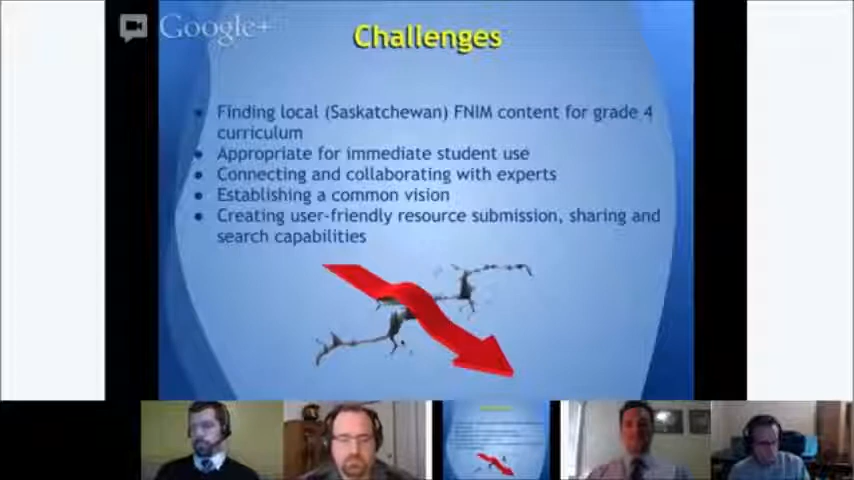 Google+
Challenges
Finding local (Saskatchewan) FNIM content for grade 4
curriculum
Appropriate for immediate student use
Connecting and collaborating with experts
Establishing a common vision
Creating user-friendly resource submission, sharing and
search capabilities